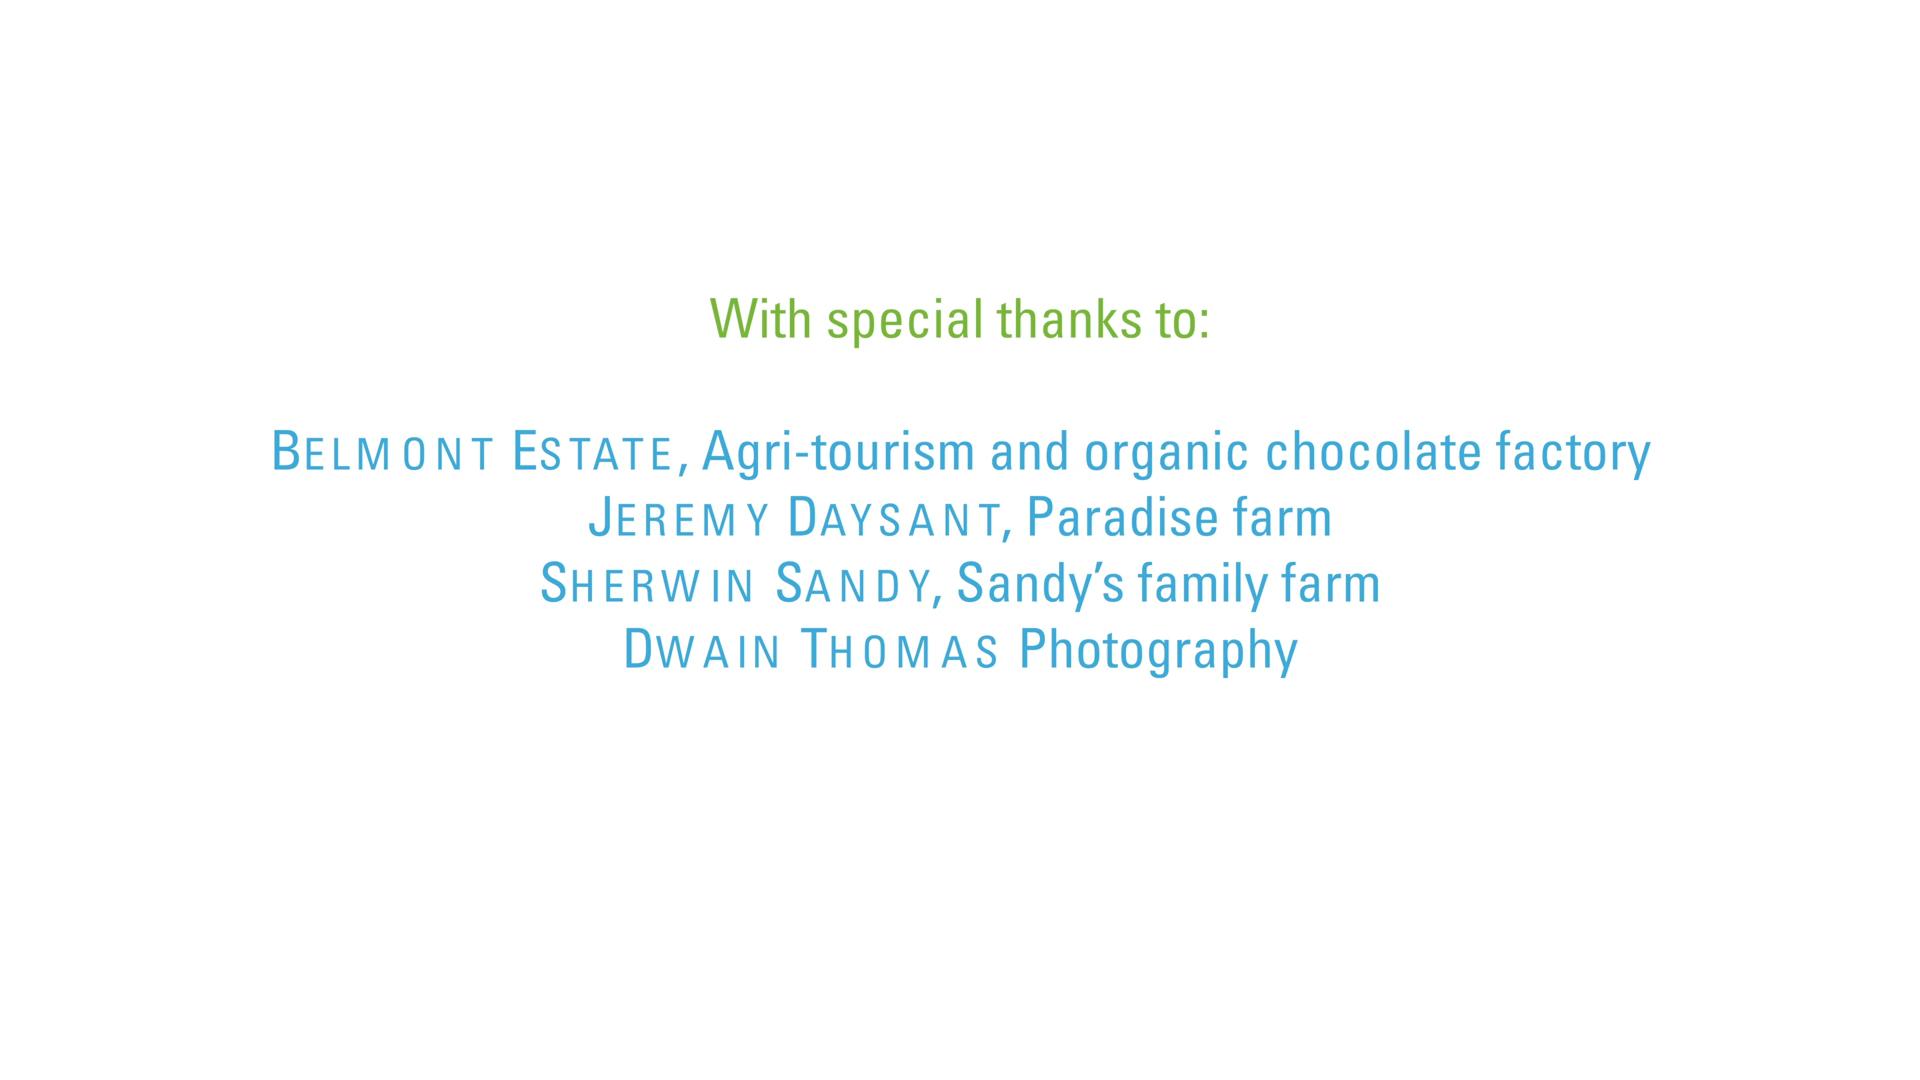 With special thanks to:
BELMONT ESTATE, Agri-tourism and organic chocolate factory
JEREMY DAYSANT, Paradise farm
SHERWIN SANDY, Sandy’s family farm
DWAIN THOMAS Photography